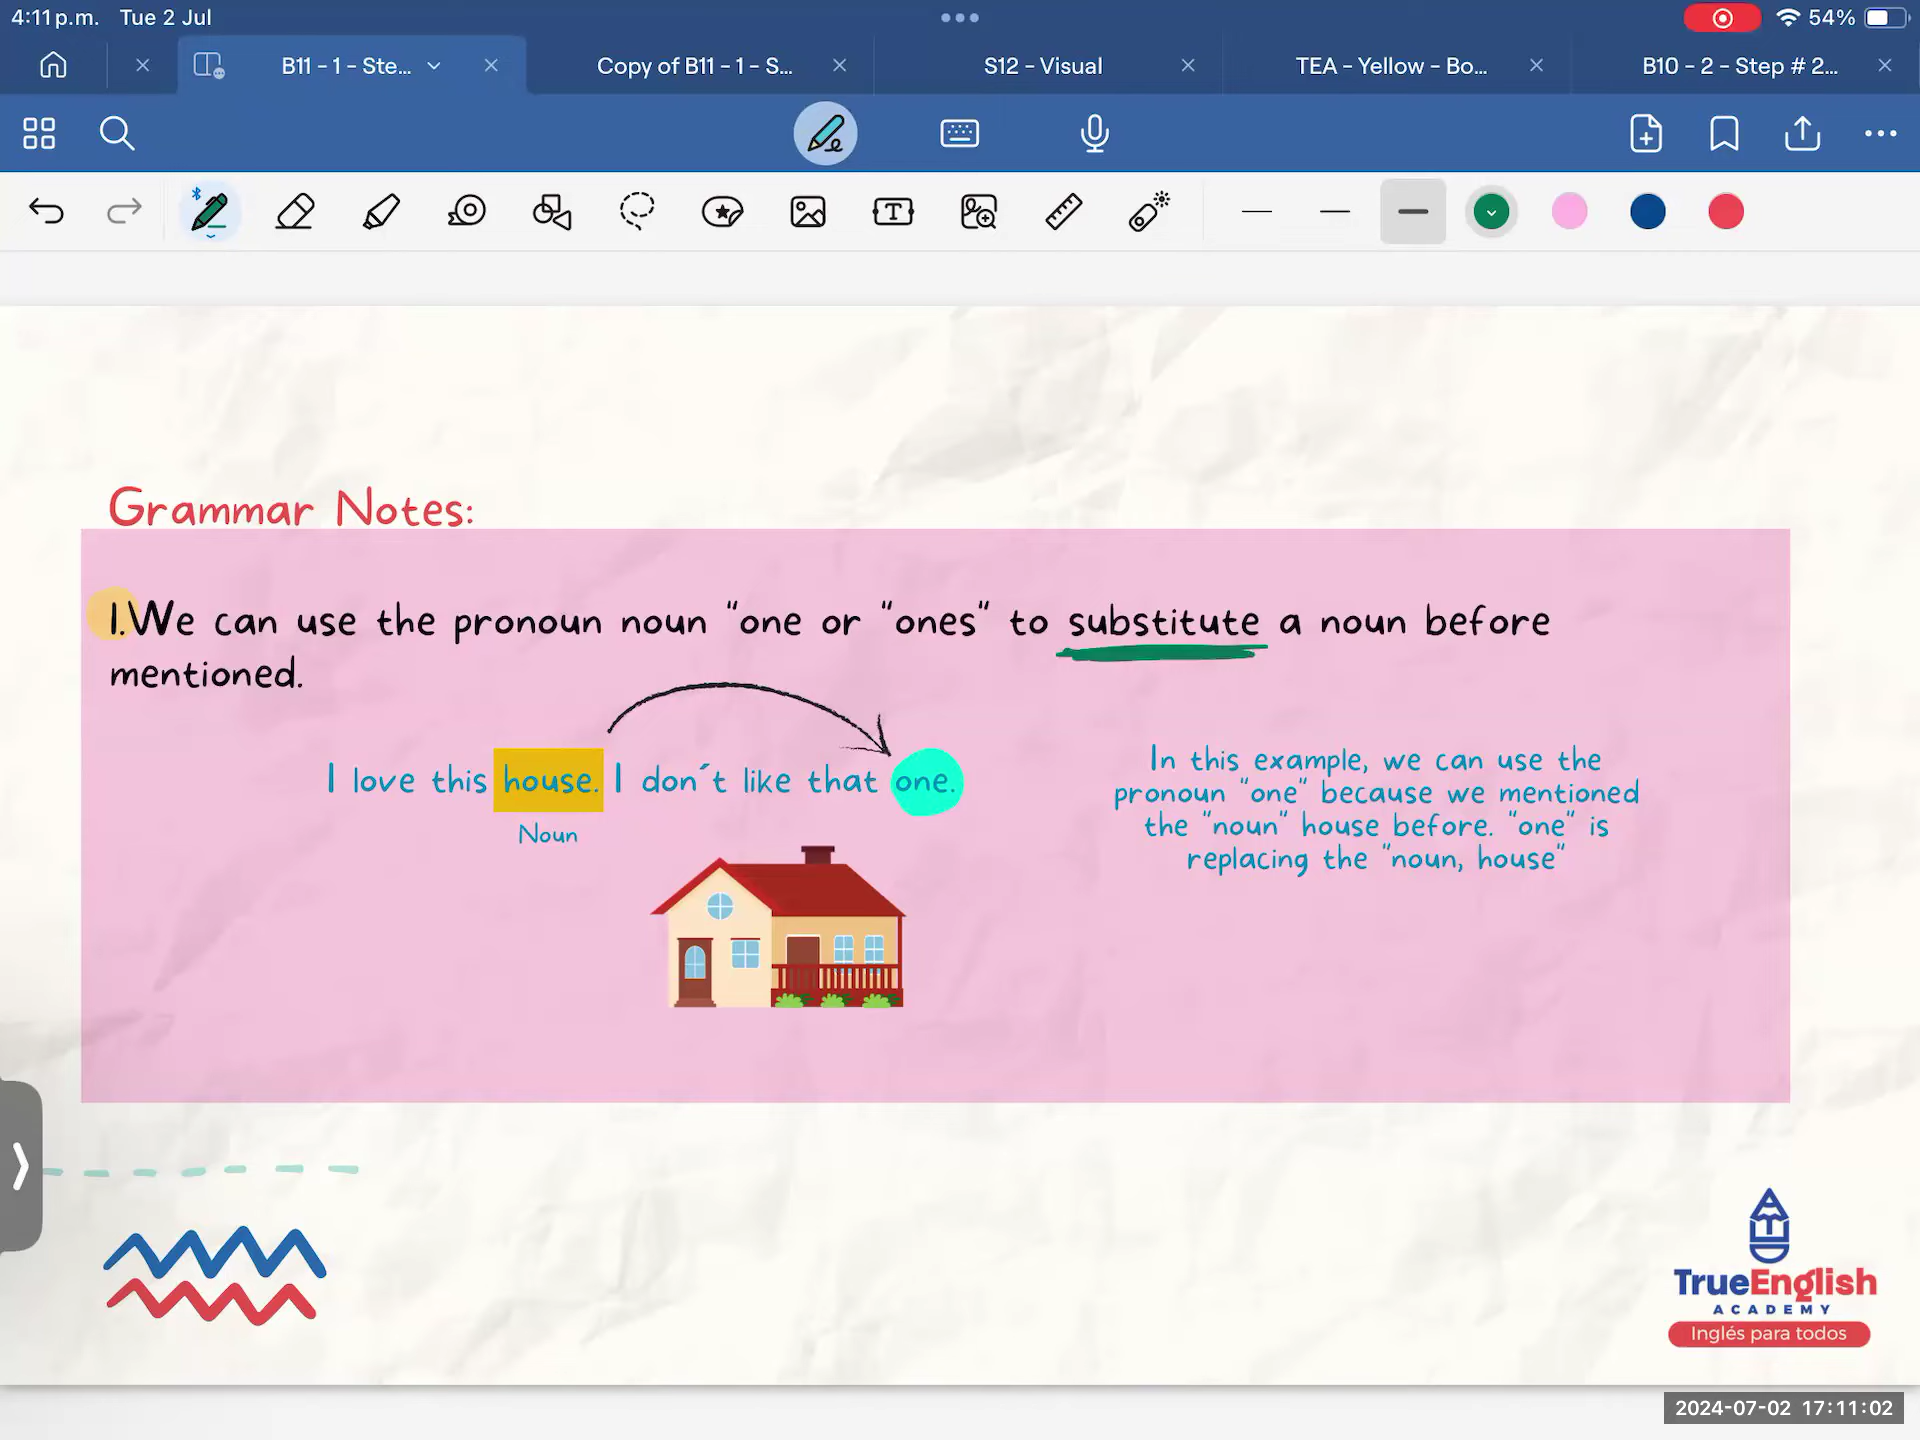 4:11 p.m. Tue 2 Jul
54%
B11 – 1 – Ste...
Copy of B11 – 1 – S...
S12 – Visual
TEA – Yellow – Bo...
B10 – 2 – Step # 2...
Grammar Notes:
1.We can use the pronoun noun "one or "ones" to substitute a noun before
mentioned.
I love this house. I don´t like that one.
Noun
In this example, we can use the
pronoun "one" because we mentioned
the "noun" house before. "one" is
replacing the "noun, house"
TrueEnglish
ACADEMY
Inglés para todos
2024-07-02 17:11:02